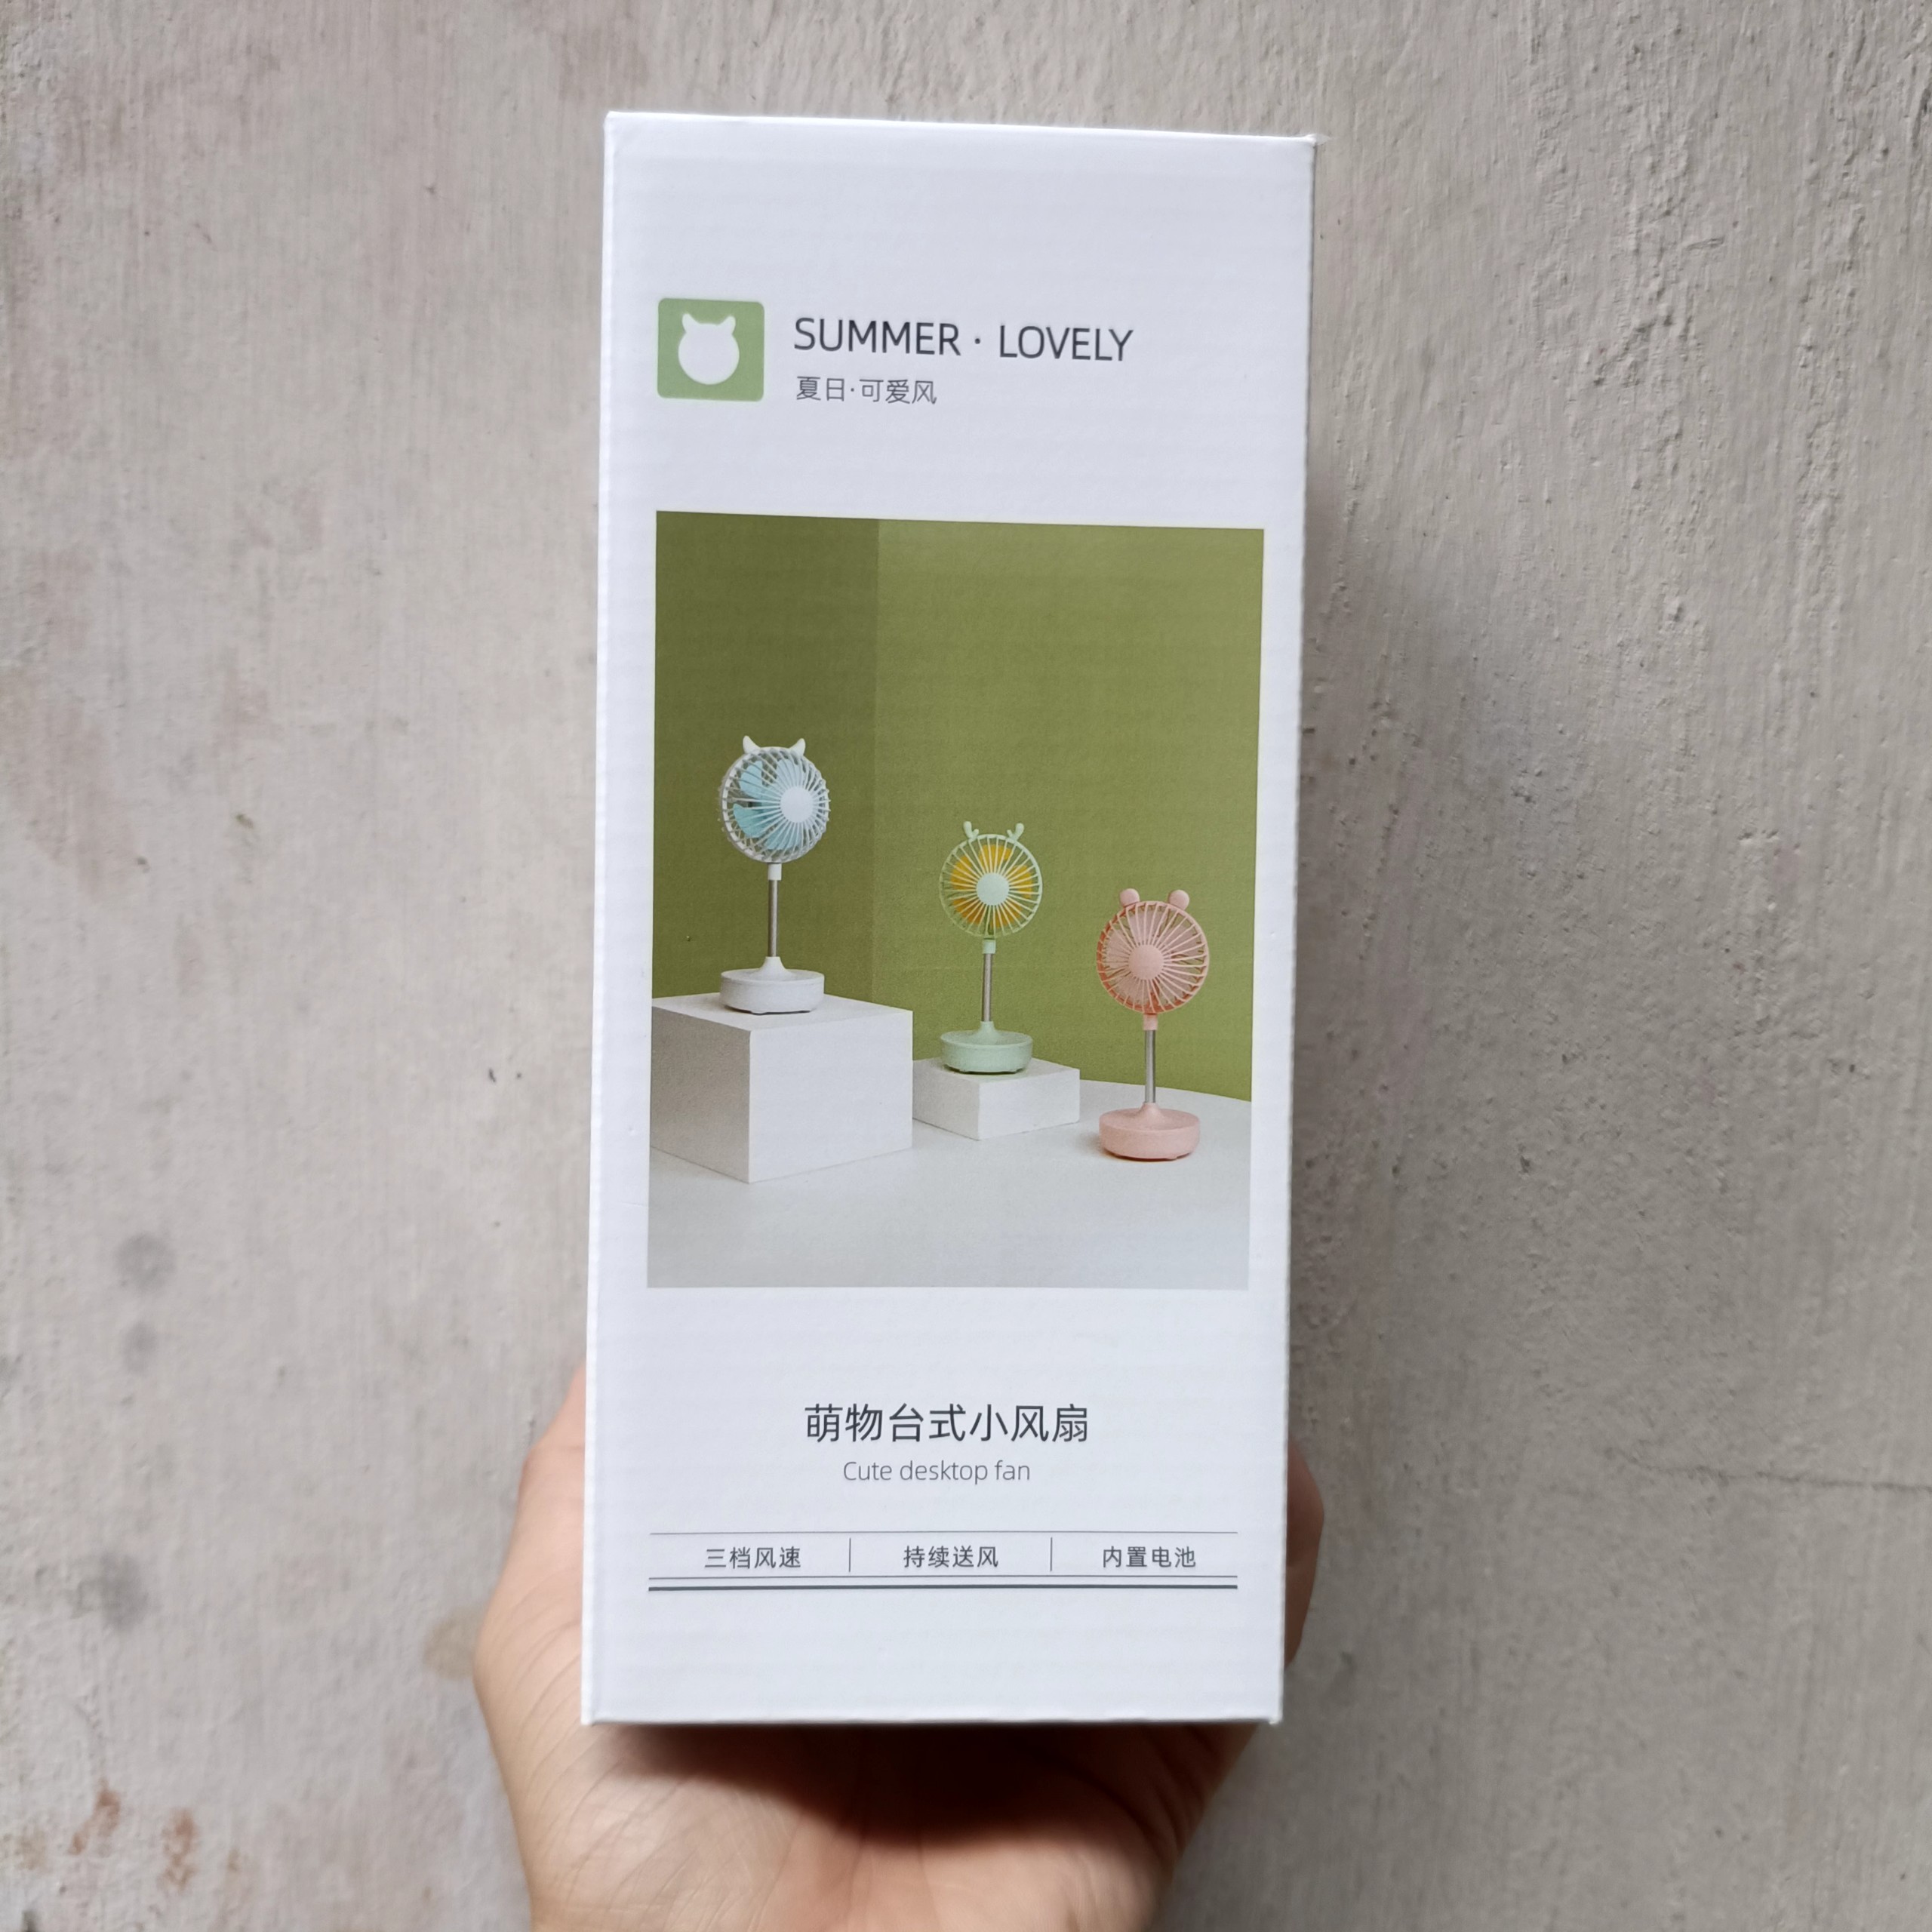 SUMMER · LOVELY
夏日·可爱风
萌物台式小风扇
Cute desktop fan
三档风速
持续送风
内置电池